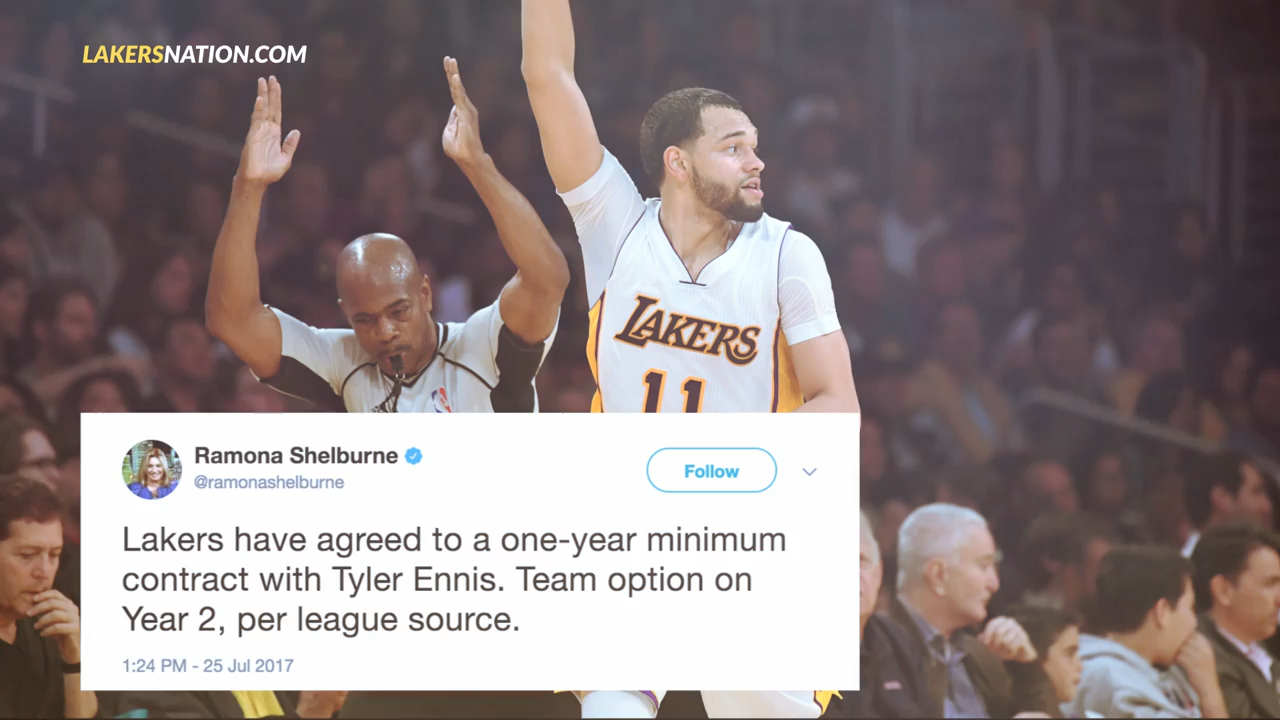 LAKERSNATION.COM
LAKERS
11
Ramona Shelburne
@ramonashelburne
Follow
Lakers have agreed to a one-year minimum
contract with Tyler Ennis. Team option on
Year 2, per league source.
1:24 PM - 25 Jul 2017